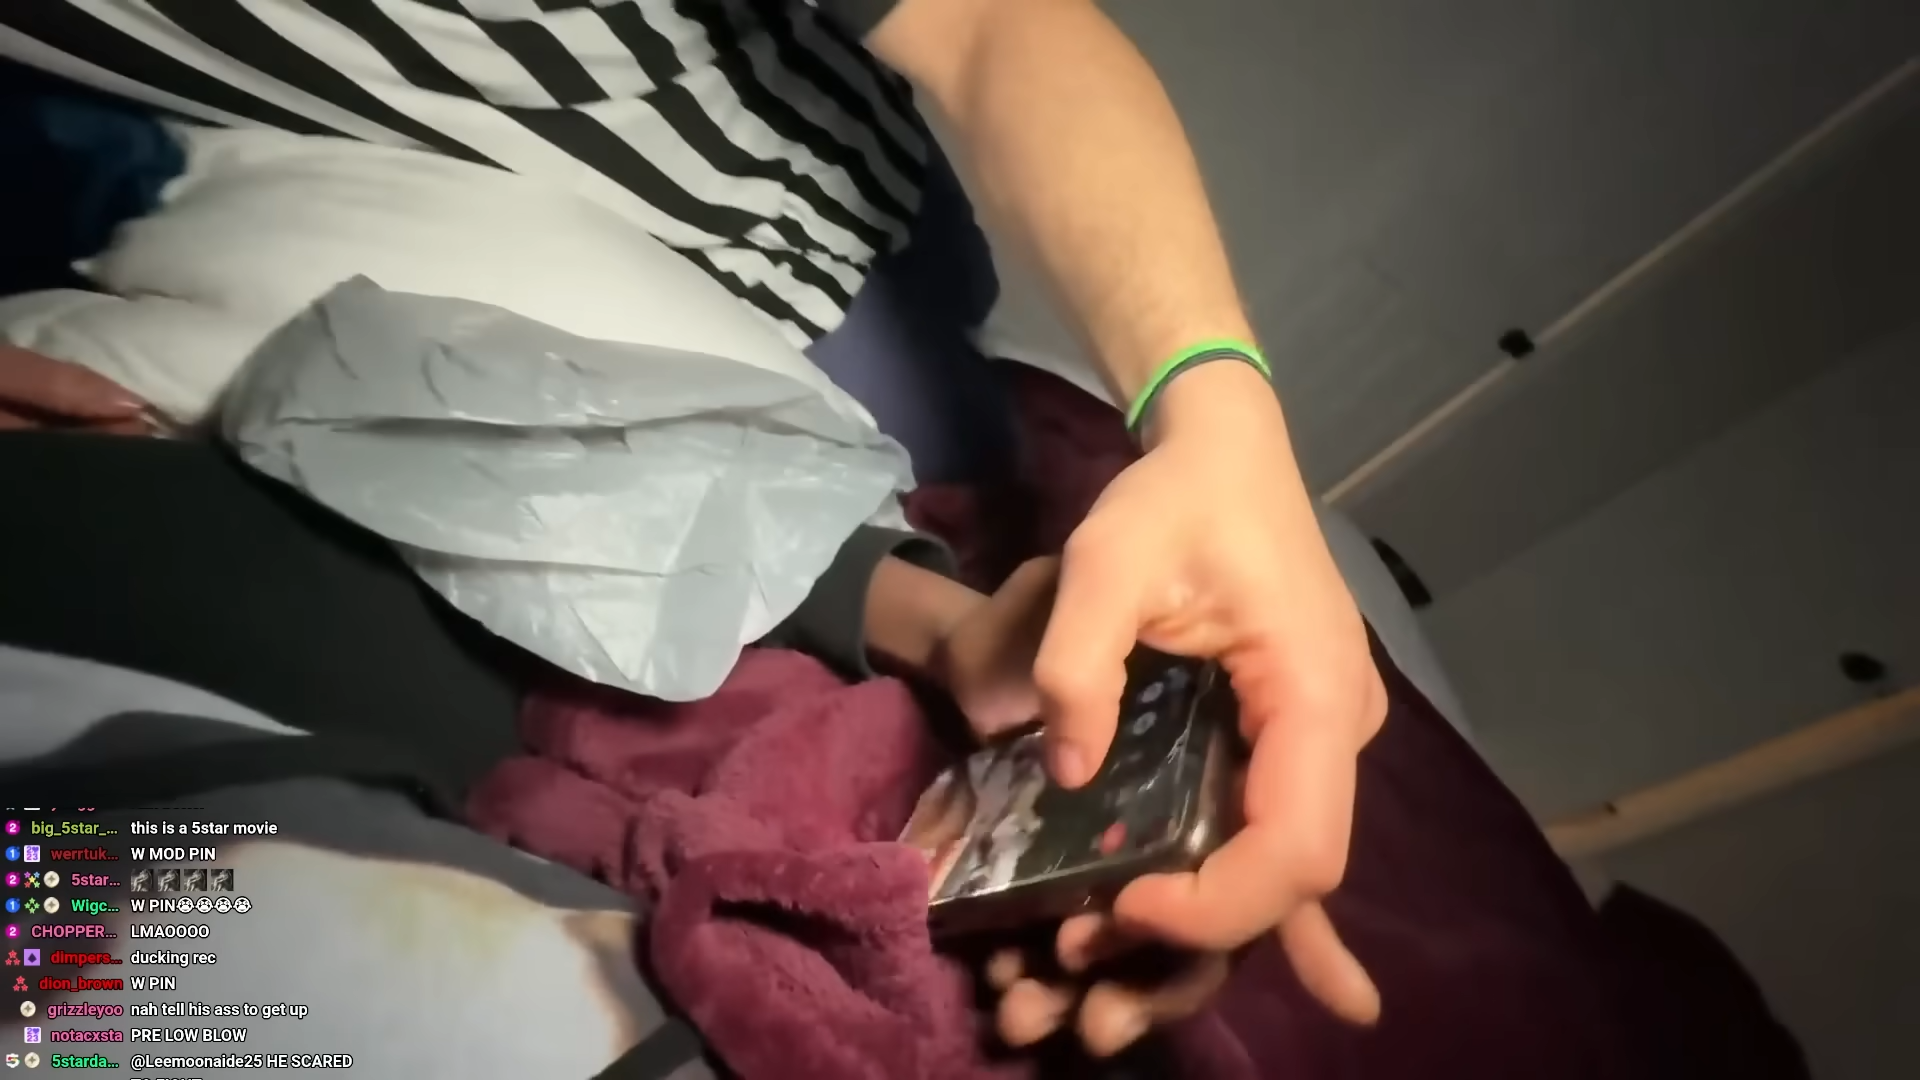 big_5star_... this is a 5star movie
werrtuk... W MOD PIN
5star...
Wigc... W PIN😭😭😭😭
CHOPPER... LMAOOOO
dimpers... ducking rec
dion_brown W PIN
grizzleyoo nah tell his ass to get up
notacxsta PRE LOW BLOW
5starda... @Leemoonaide25 HE SCARED